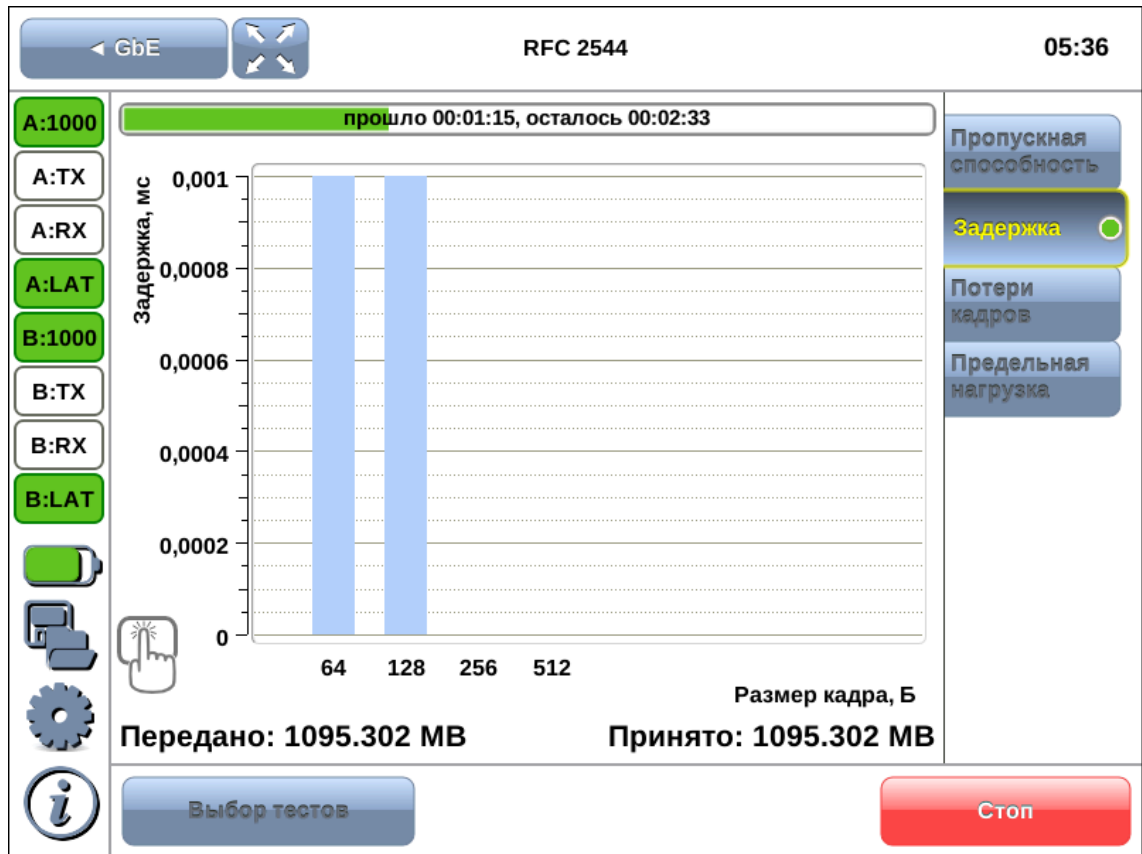 ◄ GbE
RFC 2544
05:36
A:1000
A:TX
A:RX
A:LAT
B:1000
B:TX
B:RX
B:LAT
прошло 00:01:15, осталось 00:02:33
Задержка, мс
0,001
0,0008
0,0006
0,0004
0,0002
0
64 128 256 512
Размер кадра, Б
Передано: 1095.302 MB
Принято: 1095.302 MB
Пропускная
способность
Задержка
Потери
кадров
Предельная
нагрузка
i
Выбор тестов
Стоп